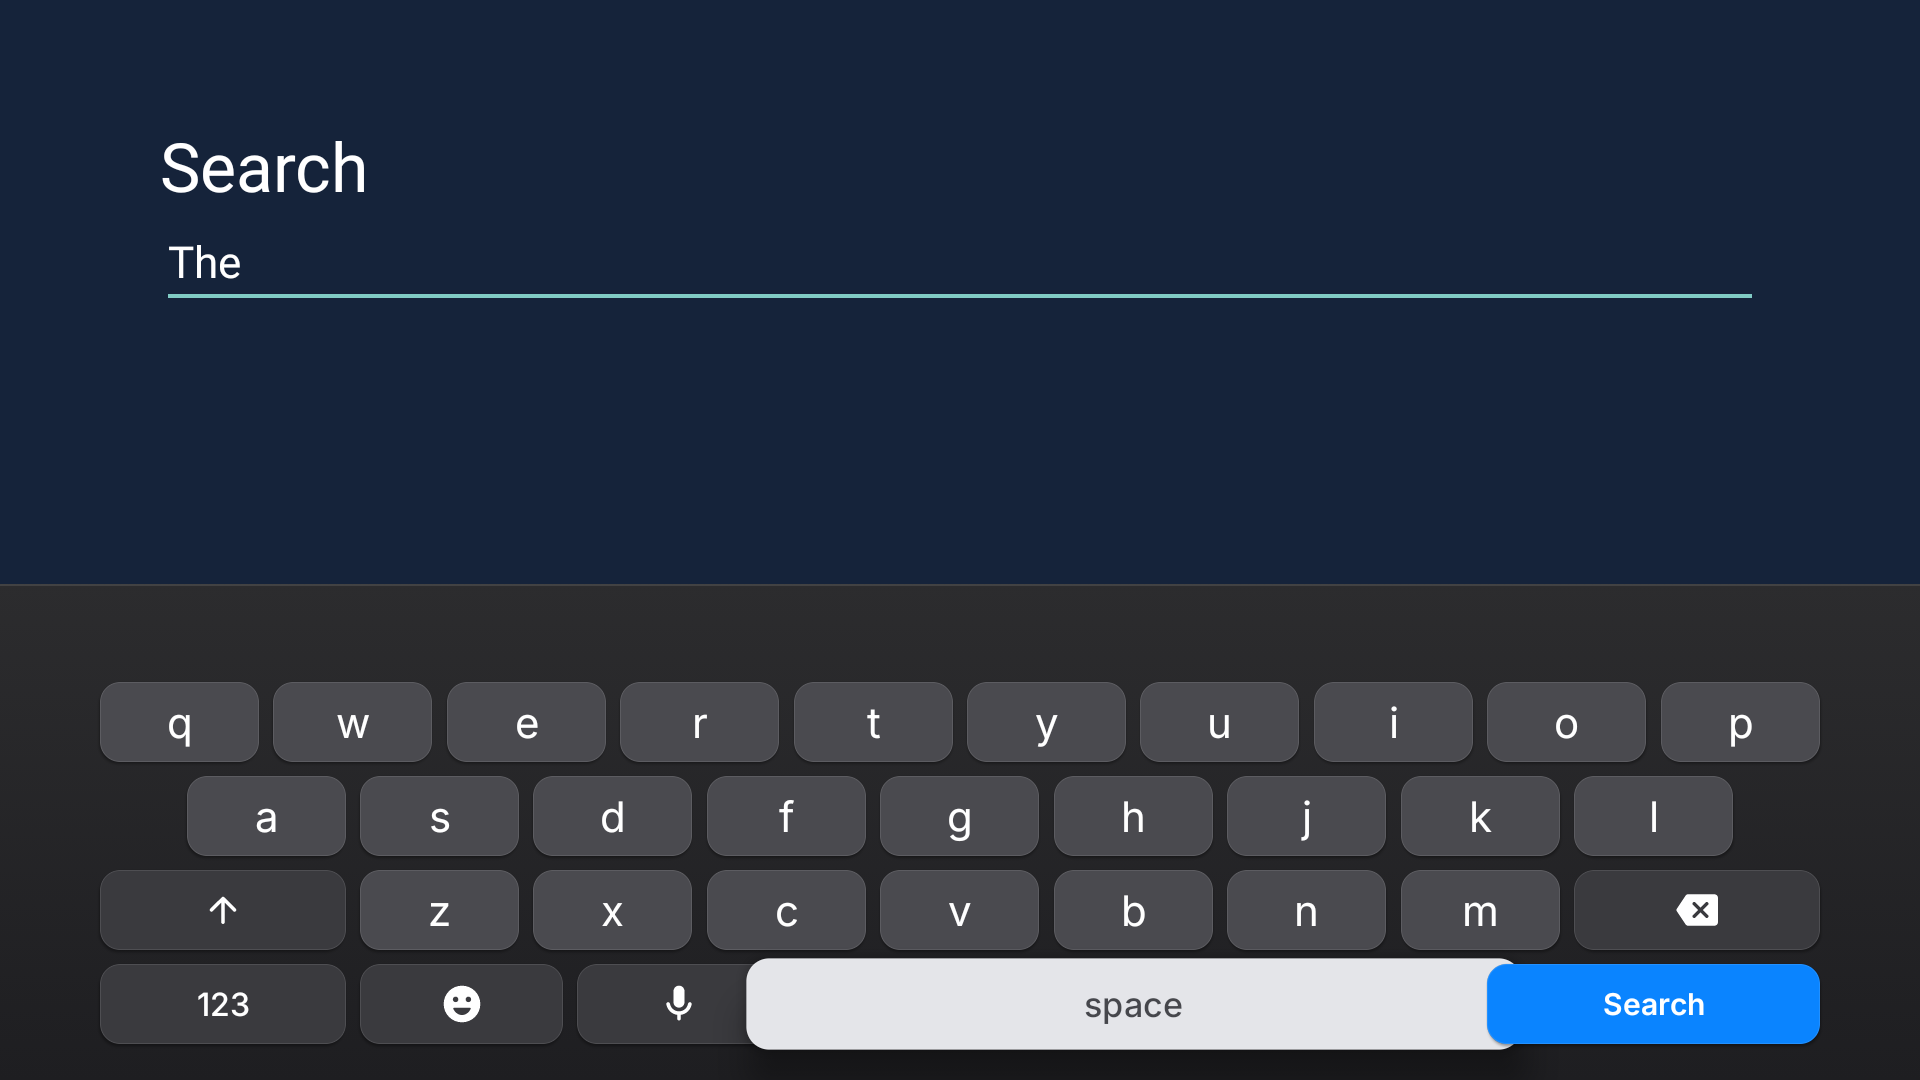 Search
The
q w e r t y u i o p
a s d f g h j k l
z x c v b n m
123 space Search